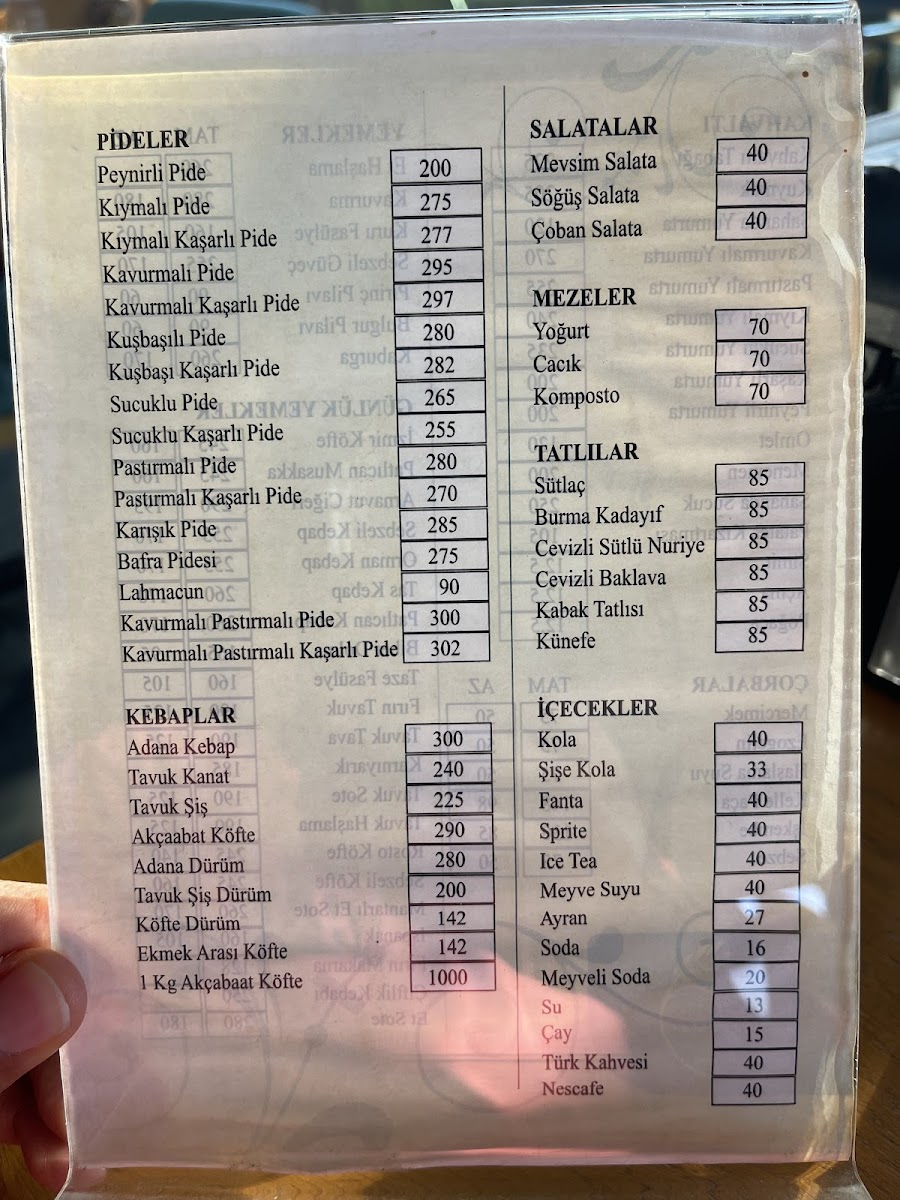 PİDELER
Peynirli Pide 200
Kıymalı Pide 275
Kıymalı Kaşarlı Pide 277
Kavurmalı Pide 295
Kavurmalı Kaşarlı Pide 297
Kuşbaşılı Pide 280
Kuşbaşı Kaşarlı Pide 282
Sucuklu Pide 265
Sucuklu Kaşarlı Pide 255
Pastırmalı Pide 280
Pastırmalı Kaşarlı Pide 270
Karışık Pide 285
Bafra Pidesi 275
Lahmacun 90
Kavurmalı Pastırmalı Pide 300
Kavurmalı Pastırmalı Kaşarlı Pide 302
KEBAPLAR
Adana Kebap 300
Tavuk Kanat 240
Tavuk Şiş 225
Akçaabat Köfte 290
Adana Dürüm 280
Tavuk Şiş Dürüm 200
Köfte Dürüm 142
Ekmek Arası Köfte 142
1 Kg Akçabaat Köfte 1000
SALATALAR
Mevsim Salata 40
Söğüş Salata 40
Çoban Salata 40
MEZELER
Yoğurt 70
Cacık 70
Komposto 70
TATLILAR
Sütlaç 85
Burma Kadayıf 85
Cevizli Sütlü Nuriye 85
Cevizli Baklava 85
Kabak Tatlısı 85
Künefe 85
İÇECEKLER
Kola 40
Şişe Kola 33
Fanta 40
Sprite 40
Ice Tea 40
Meyve Suyu 40
Ayran 27
Soda 16
Meyveli Soda 20
Su 13
Çay 15
Türk Kahvesi 40
Nescafe 40